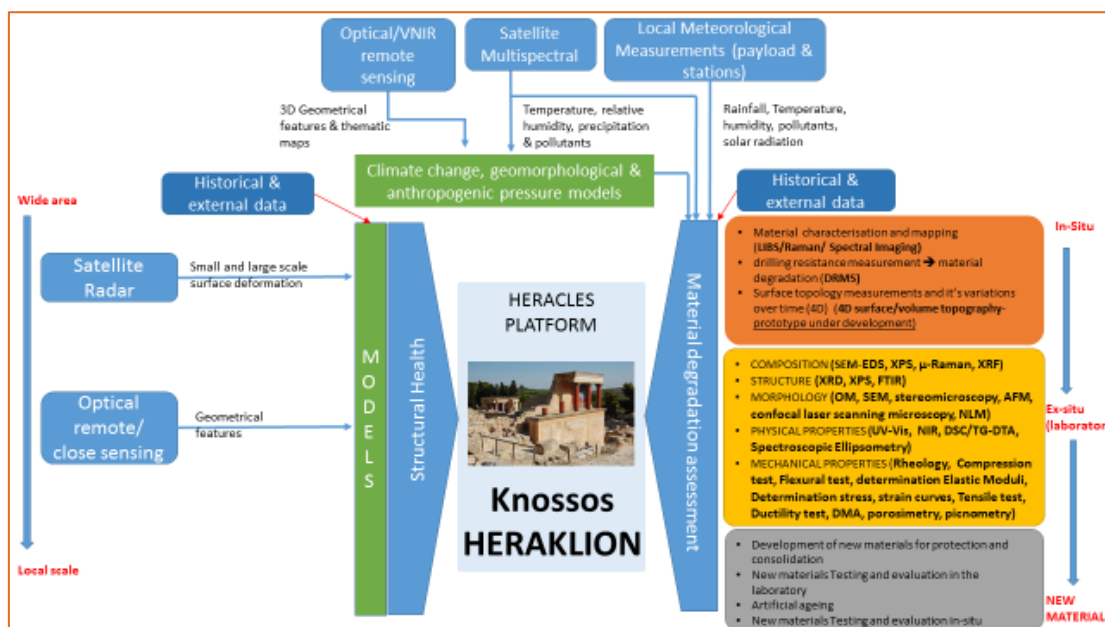 Optical/VNIR
remote
sensing
Satellite
Multispectral
Local Meteorological
Measurements (payload &
stations)
3D Geometrical
features & thematic
maps
Temperature, relative
humidity, precipitation
& pollutants
Rainfall, Temperature,
humidity, pollutants,
solar radiation
Climate change, geomorphological &
anthropogenic pressure models
Historical &
external data
Historical &
external data
Wide area
Satellite
Radar
Small and large scale
surface deformation
Optical
remote/
close sensing
Geometrical
features
Local scale
MODELS
Structural Health
HERACLES
PLATFORM
Knossos
HERAKLION
Material degradation assessment
• Material characterisation and mapping
(LIBS/Raman/ Spectral Imaging)
• drilling resistance measurement ➔ material
degradation (DRMS)
• Surface topology measurements and it's variations
over time (4D) (4D surface/volume topography-
prototype under development)
• COMPOSITION (SEM-EDS, XPS, μ-Raman, XRF)
• STRUCTURE (XRD, XPS, FTIR)
• MORPHOLOGY (OM, SEM, stereomicroscopy, AFM,
confocal laser scanning microscopy, NLM)
• PHYSICAL PROPERTIES (UV-Vis, NIR, DSC/TG-DTA,
Spectroscopic Ellipsometry)
• MECHANICAL PROPERTIES (Rheology, Compression
test, Flexural test, determination Elastic Moduli,
Determination stress, strain curves, Tensile test,
Ductility test, DMA, porosimetry, picnometry)
• Development of new materials for protection and
consolidation
• New materials Testing and evaluation in the
laboratory
• Artificial ageing
• New materials Testing and evaluation in-situ
In-Situ
Ex-situ
(laborator
NEW
MATERIAL